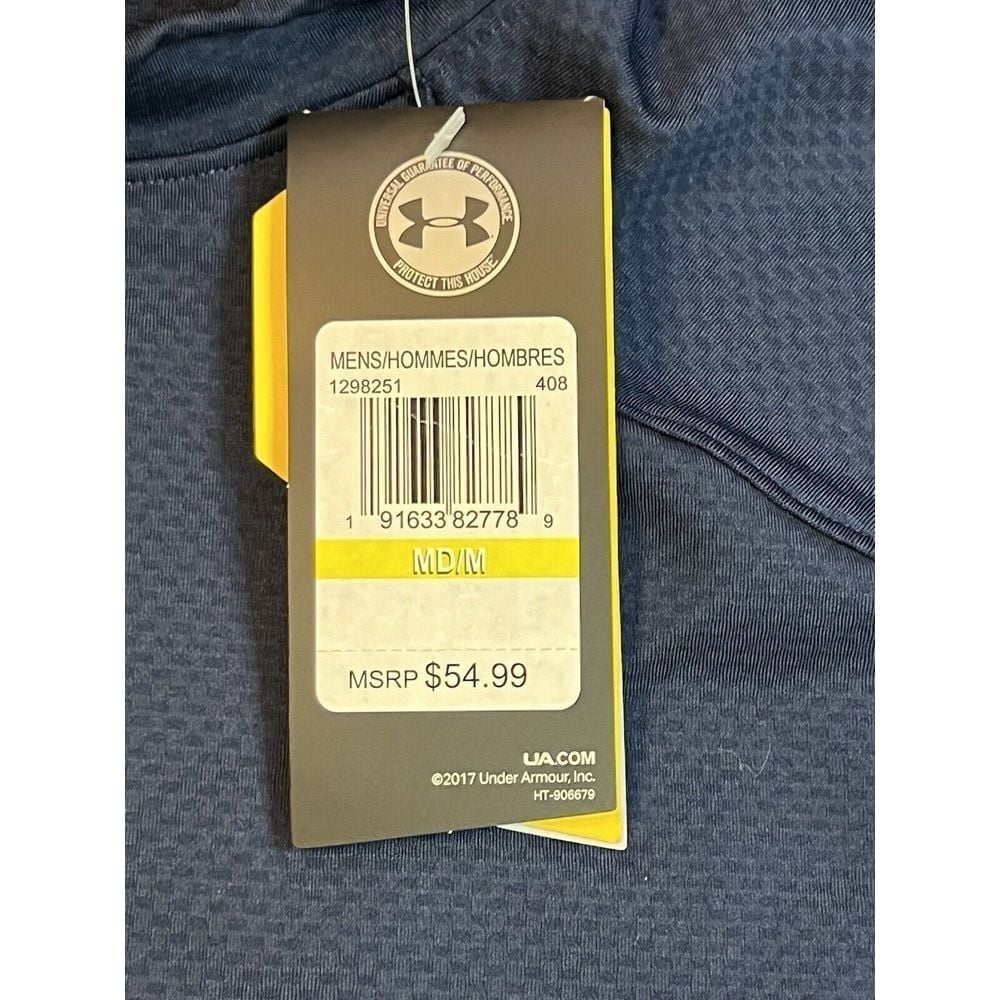 UNIVERSAL GUARANTEE OF PERFORMANCE
PROTECT THIS HOUSE
MENS/HOMMES/HOMBRES
1298251 408
1 91633 82778 9
MD/M
MSRP $54.99
UA.COM
©2017 Under Armour, Inc.
HT-906679